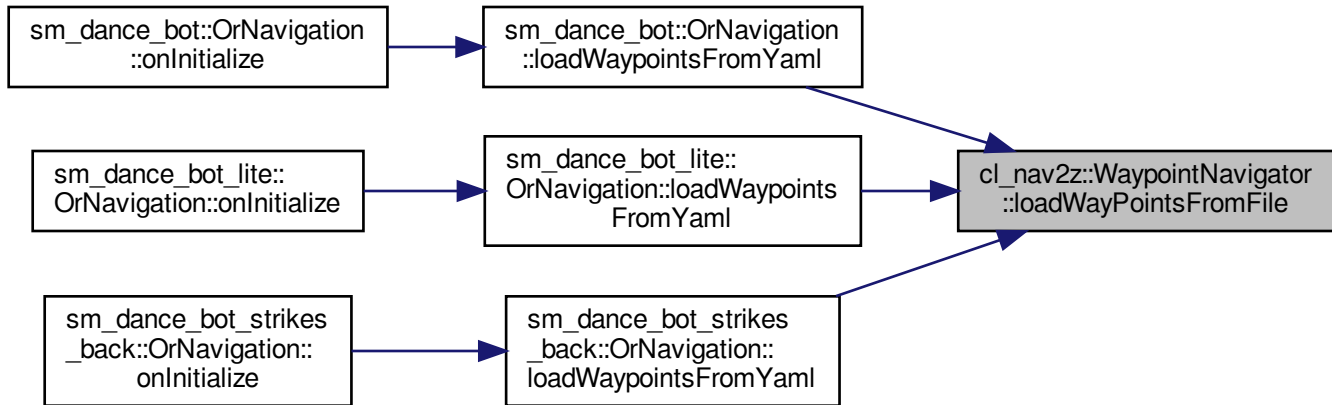 sm_dance_bot::OrNavigation
::onInitialize
sm_dance_bot::OrNavigation
::loadWaypointsFromYaml
sm_dance_bot_lite::
OrNavigation::onInitialize
sm_dance_bot_lite::
OrNavigation::loadWaypoints
FromYaml
cl_nav2z::WaypointNavigator
::loadWayPointsFromFile
sm_dance_bot_strikes
_back::OrNavigation::
onInitialize
sm_dance_bot_strikes
_back::OrNavigation::
loadWaypointsFromYaml